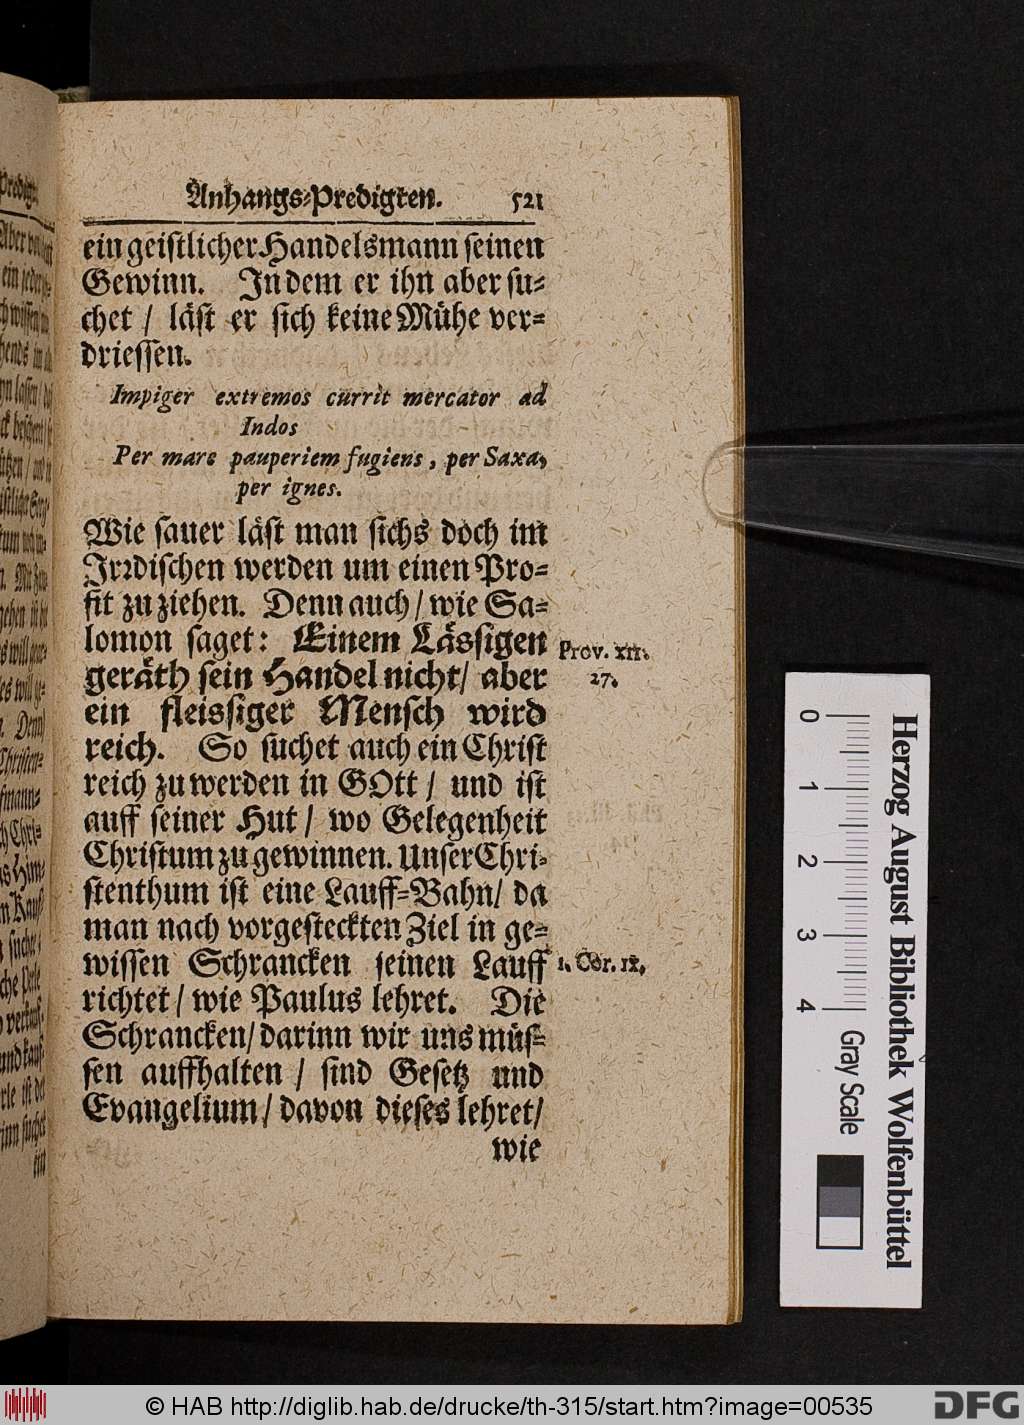 Anhangs-Predigten. 521
ein geistlicher Handelsmann seinen
Gewinn. Indem er ihn aber su-
chet / läst er sich keine Mühe ver-
driessen.
Impiger extremos currit mercator ad
Indos
Per mare pauperiem fugiens, per Saxa,
per ignes.
Wie sauer läst man sichs doch im
Irrdischen werden um einen Pro-
fit zu ziehen. Denn auch / wie Sa-
lomon saget: Einem Lässigen
geräth sein Handel nicht / aber
ein fleissiger Mensch wird
reich. So suchet auch ein Christ
reich zu werden in GOtt / und ist
auff seiner Hut / wo Gelegenheit
Christum zu gewinnen. Unser Chri-
stenthum ist eine Lauff-Bahn / da
man nach vorgesteckten Ziel in ge-
wissen Schrancken seinen Lauff
richtet / wie Paulus lehret. Die
Schrancken / darinn wir uns müs-
sen auffhalten / sind Gesetz und
Evangelium / davon dieses lehret /
wie
Prov. XII.
27.
1. Cor. IX.
0 1 2 3 4
Gray Scale
Herzog August Bibliothek Wolfenbüttel
© HAB http://diglib.hab.de/drucke/th-315/start.htm?image=00535
DFG